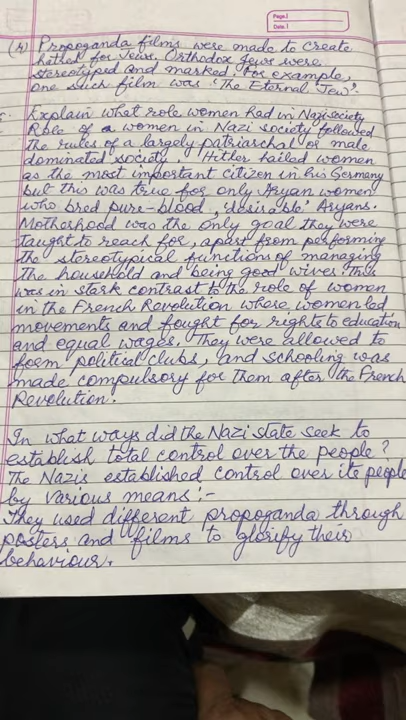 Page.:
Date.:
(4) Propoganda films were made to create
hatred for Jews. Orthodox Jews were
stereotyped and marked. For example,
one such film was 'The Eternal Jew'.
Explain what role women had in Nazi society
Role of a women in Nazi society followed
the rules of a largely patriarchal or male
dominated society. Hitler hailed women
as the most important citizen in his Germany
but this was true for only Aryan women
who bred pure-blood, 'desirable' Aryans.
Motherhood was the only goal they were
taught to reach for, apart from performing
the stereotypical functions of managing
the household and being good wives. This
was in stark contrast to the role of women
in the French Revolution where women led
movements and fought for rights to education
and equal wages. They were allowed to
form political clubs, and schooling was
made compulsory for them after the French
Revolution.
In what ways did the Nazi state seek to
establish total control over the people?
The Nazis established control over its people
by various means:-
They used different propoganda through
posters and films to glorify their
behaviour.